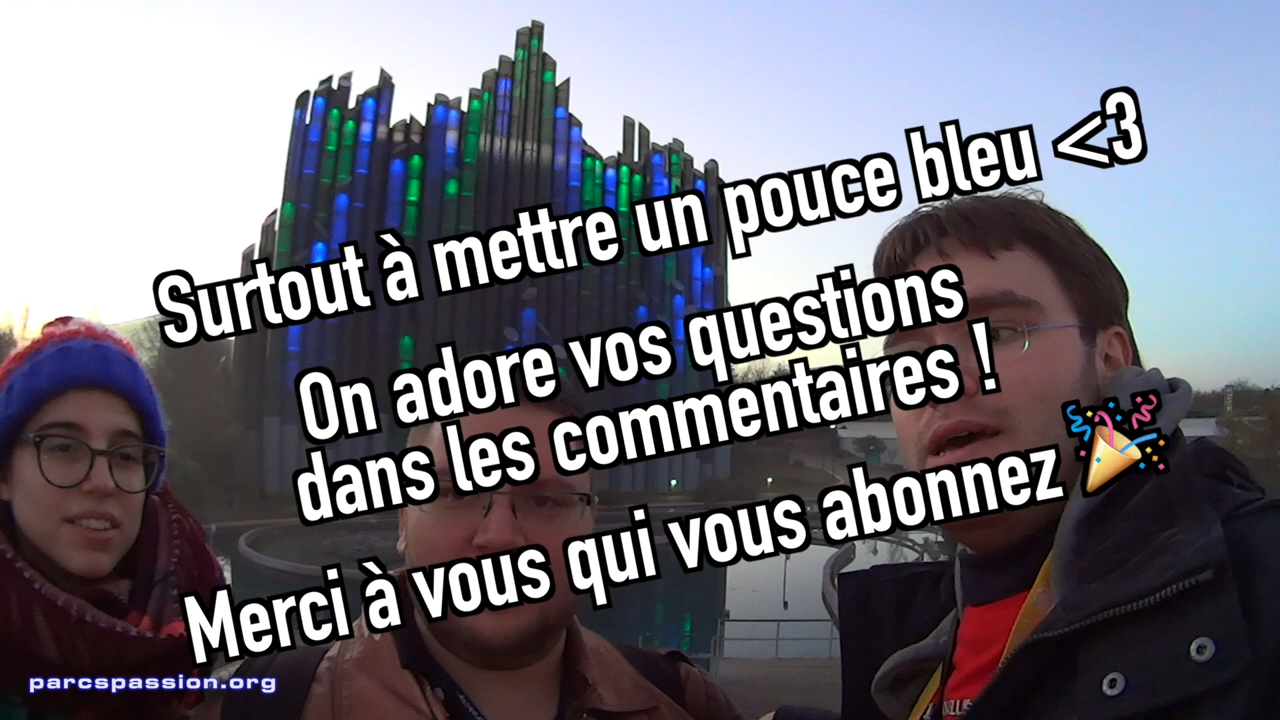 Surtout à mettre un pouce bleu <3
On adore vos questions
dans les commentaires !
Merci à vous qui vous abonnez 🎉
parcspassion.org